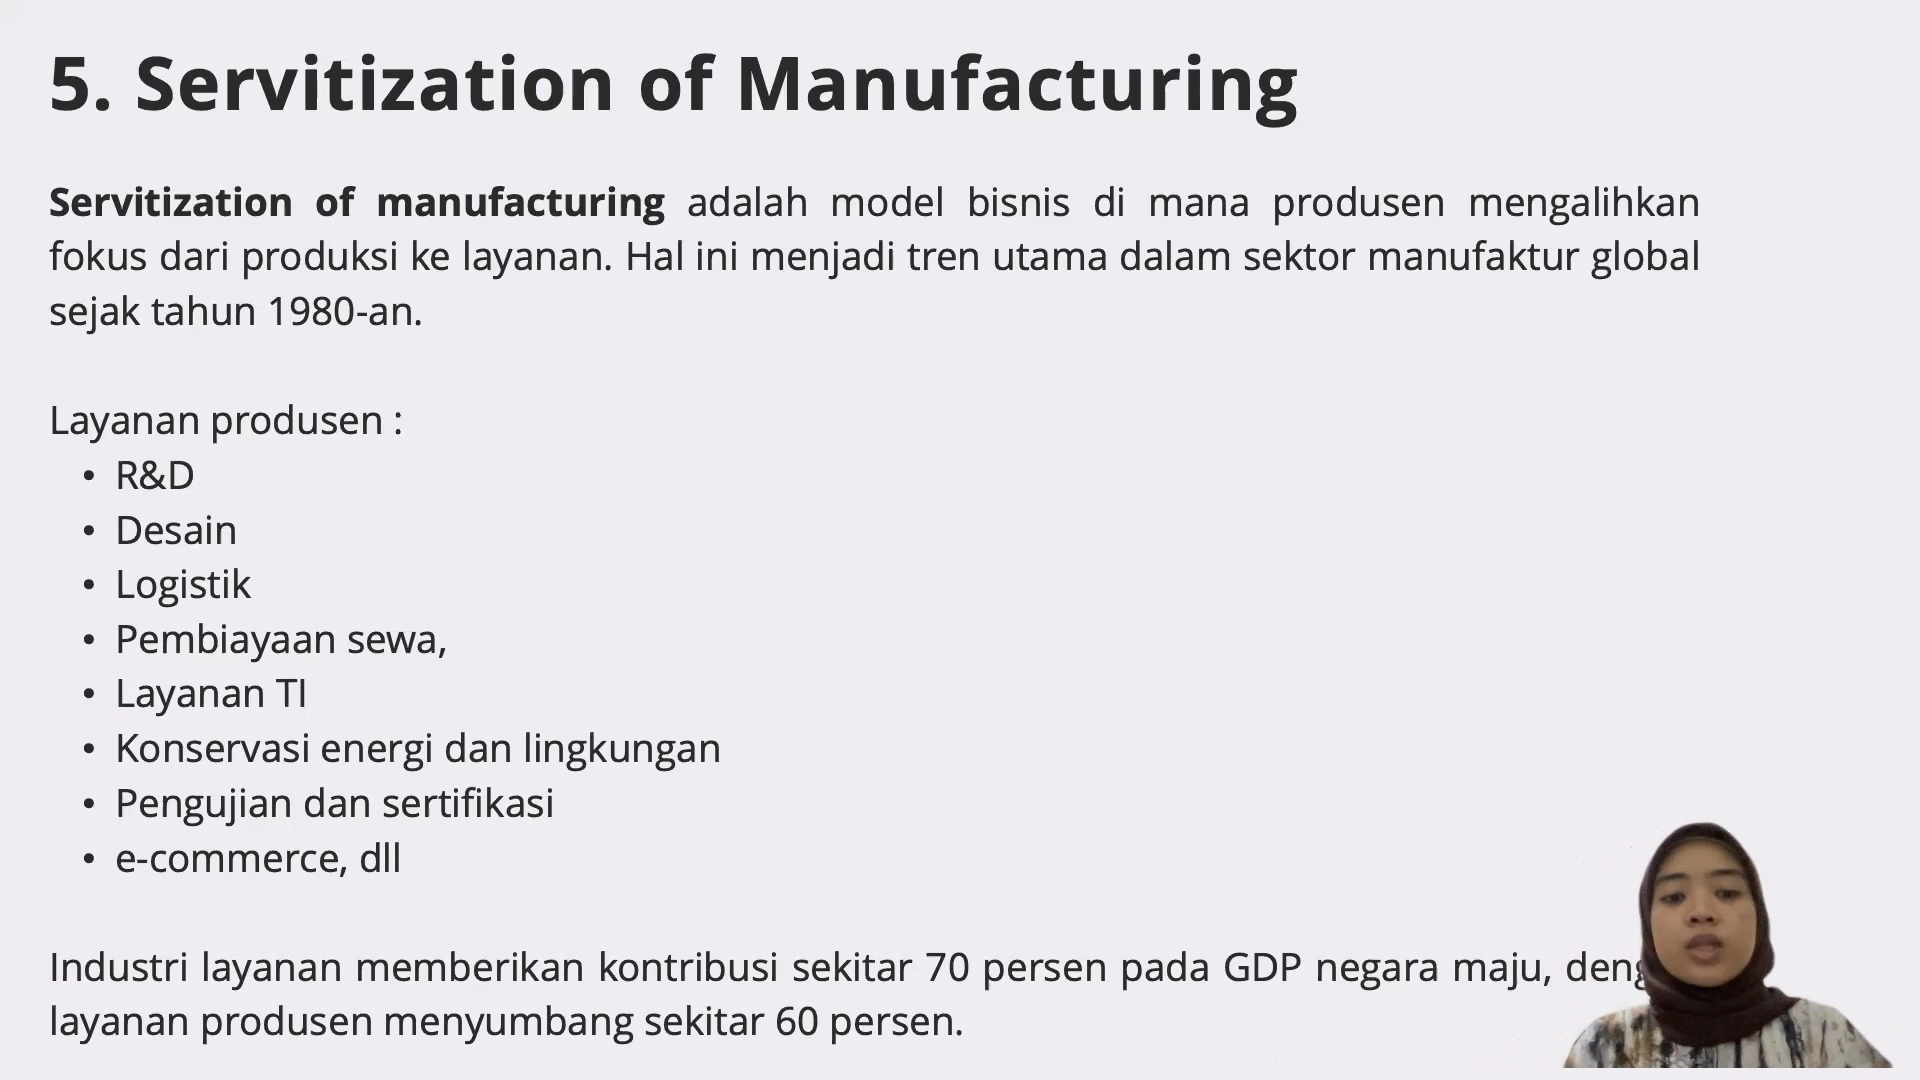 5. Servitization of Manufacturing
Servitization of manufacturing adalah model bisnis di mana produsen mengalihkan
fokus dari produksi ke layanan. Hal ini menjadi tren utama dalam sektor manufaktur global
sejak tahun 1980-an.
Layanan produsen :
• R&D
• Desain
• Logistik
• Pembiayaan sewa,
• Layanan TI
• Konservasi energi dan lingkungan
• Pengujian dan sertifikasi
• e-commerce, dll
Industri layanan memberikan kontribusi sekitar 70 persen pada GDP negara maju,
layanan produsen menyumbang sekitar 60 persen.